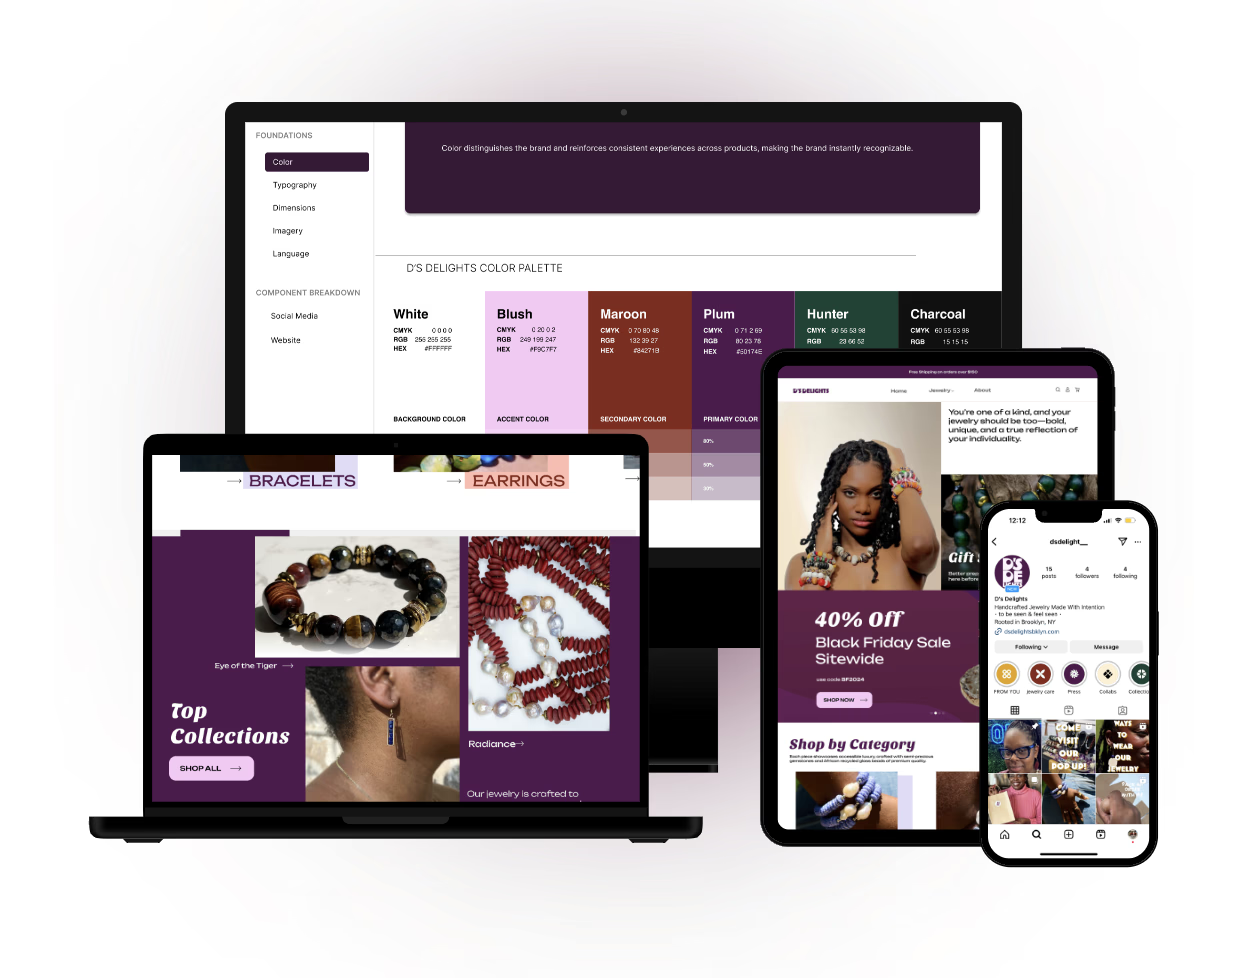 FOUNDATIONS
Color
Typography
Dimensions
Imagery
Language
COMPONENT BREAKDOWN
Social Media
Website
Color distinguishes the brand and reinforces consistent experiences across products, making the brand instantly recognizable.
D'S DELIGHTS COLOR PALETTE
White
CMYK 0 0 0 0
RGB 255 255 255
HEX #FFFFFF
BACKGROUND COLOR
Blush
CMYK 0 20 0 2
RGB 249 199 247
HEX #F9C7F7
ACCENT COLOR
Maroon
CMYK 0 70 80 48
RGB 132 39 27
HEX #84271B
SECONDARY COLOR
Plum
CMYK 0 71 2 69
RGB 80 23 78
HEX #50174E
PRIMARY COLOR
80%
50%
30%
Hunter
CMYK 60 55 53 98
RGB 23 66 52
Charcoal
CMYK 60 55 53 98
RGB 15 15 15
→ BRACELETS
→ EARRINGS
→
Eye of the Tiger →
Top
Collections
SHOP ALL →
Radiance→
Our jewelry is crafted to
Free Shipping on orders over $150
D'S DELIGHTS
Home
Jewelry
About
You're one of a kind, and your
jewelry should be too—bold,
unique, and a true reflection of
your individuality.
Gift
Better
here before
40% Off
Black Friday Sale
Sitewide
use code BF2024
SHOP NOW →
Shop by Category
Each piece showcases accessible luxury crafted with semi-precious
gemstones and African recycled glass beads of premium quality
12:12
dsdelight__
D'S
DE
LIGHTS
NEW
15
posts
4
followers
4
following
D's Delights
Handcrafted Jewelry Made With Intention
- to be seen & feel seen -
Rooted in Brooklyn, NY
dsdelightsbklyn.com
Following
Message
FROM YOU
Jewelry care
Press
Collabs
Collectio
COME
VISIT
OUR
POP UP!
WAYS
TO
WEAR
OUR
JEWELRY